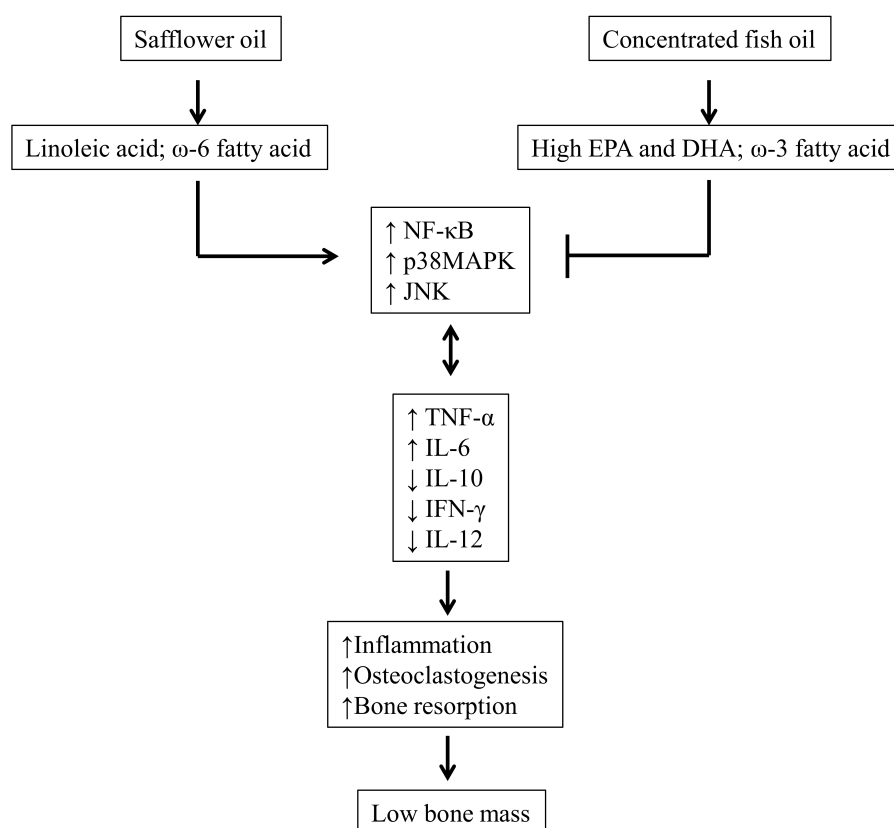 Safflower oil
Concentrated fish oil
Linoleic acid; ω-6 fatty acid
High EPA and DHA; ω-3 fatty acid
↑ NF-κB
↑ p38MAPK
↑ JNK
↑ TNF-α
↑ IL-6
↓ IL-10
↓ IFN-γ
↓ IL-12
↑Inflammation
↑Osteoclastogenesis
↑Bone resorption
Low bone mass